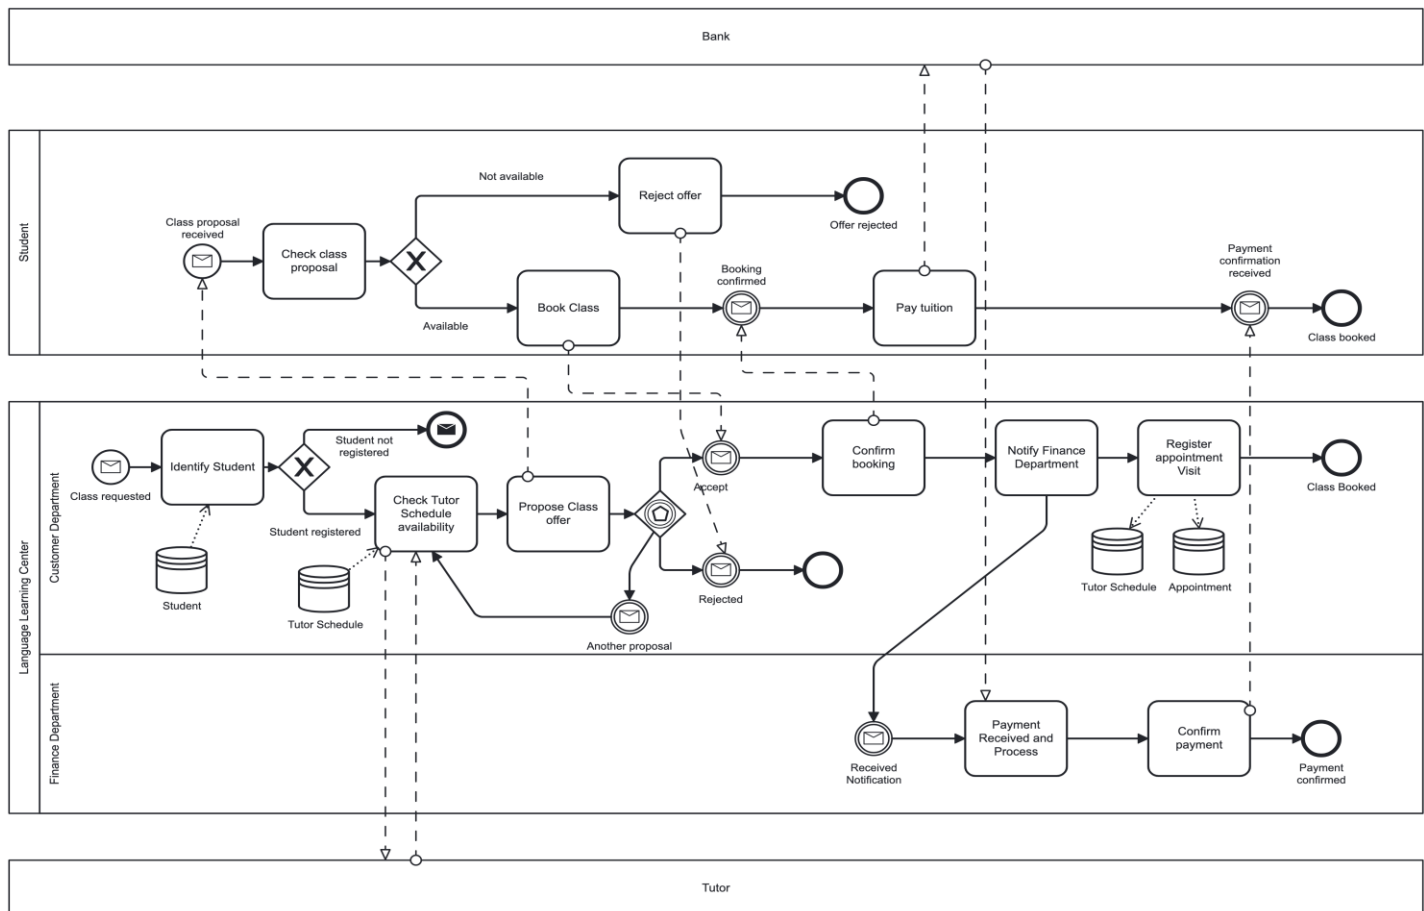 Bank
Student
Not available
Reject offer
Offer rejected
Class proposal
received
Check class
proposal
Available
Book Class
Booking
confirmed
Pay tuition
Payment
confirmation
received
Class booked
Language Learning Center
Customer Department
Class requested
Identify Student
Student
Student not
registered
Student registered
Check Tutor
Schedule
availability
Tutor Schedule
Propose Class
offer
Another proposal
Accept
Rejected
Confirm
booking
Notify Finance
Department
Register
appointment
Visit
Tutor Schedule
Appointment
Class Booked
Finance Department
Received
Notification
Payment
Received and
Process
Confirm
payment
Payment
confirmed
Tutor